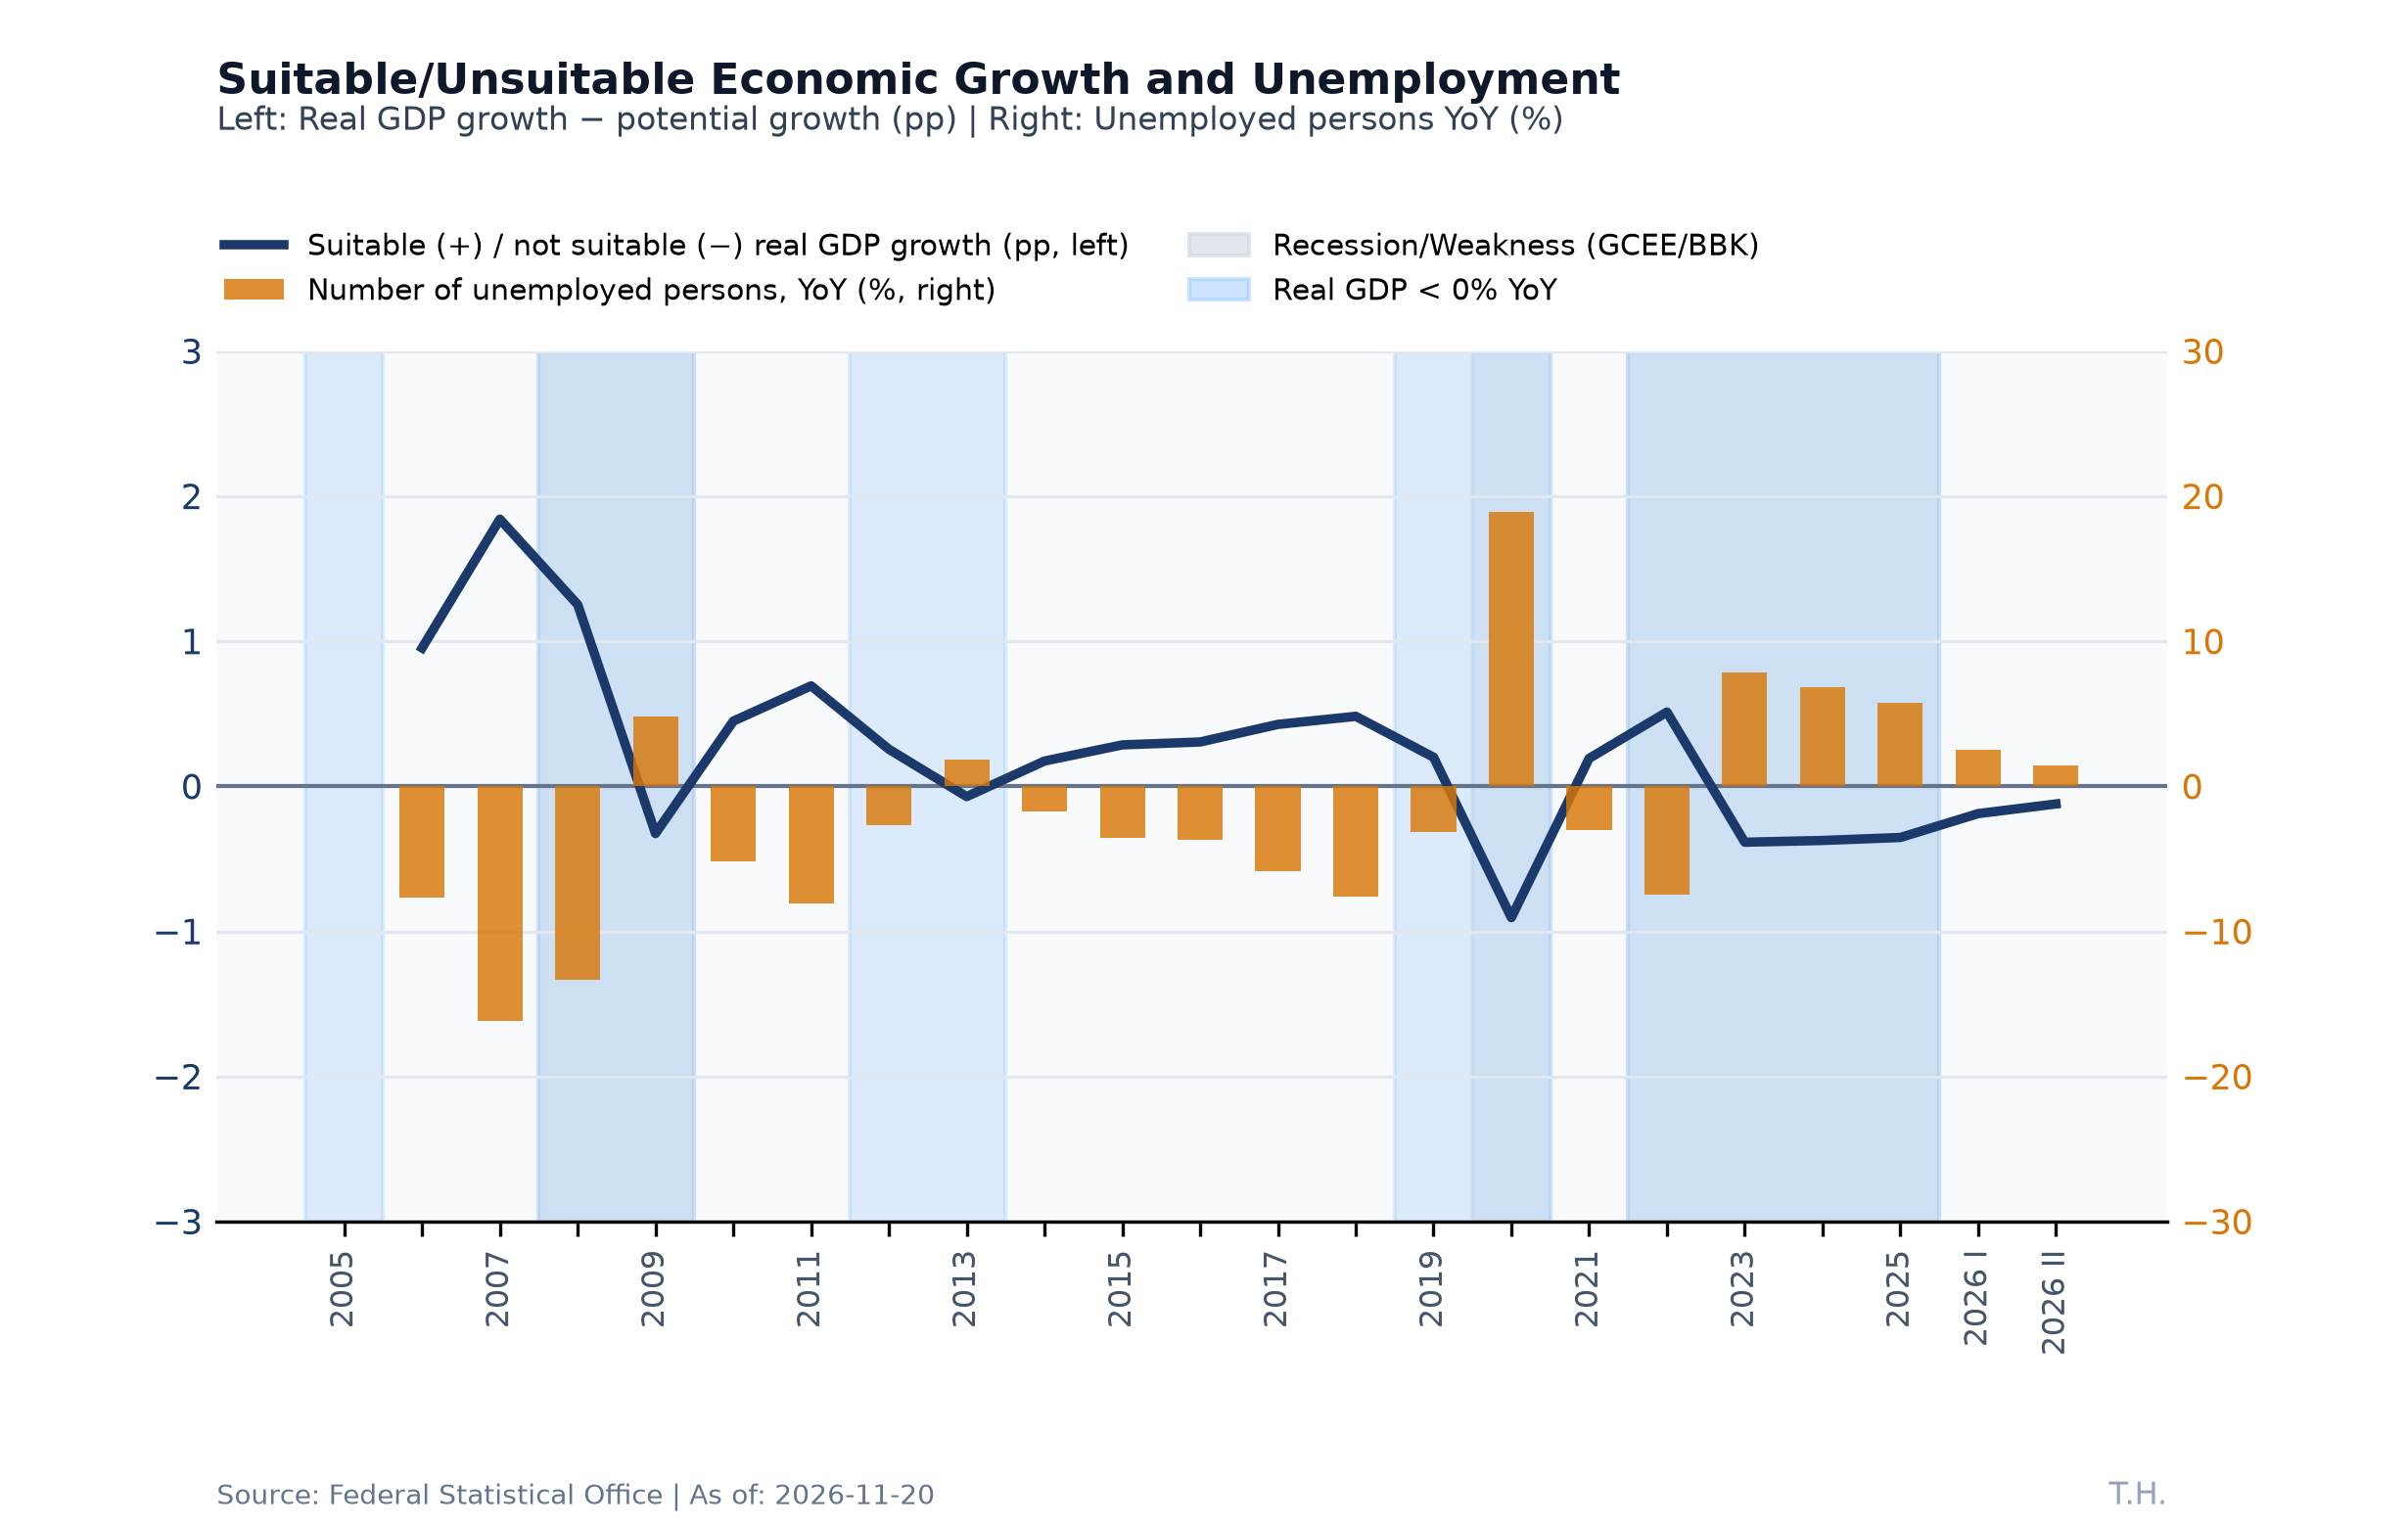 Suitable/Unsuitable Economic Growth and Unemployment
Left: Real GDP growth − potential growth (pp) | Right: Unemployed persons YoY (%)
Suitable (+) / not suitable (−) real GDP growth (pp, left)
Number of unemployed persons, YoY (%, right)
Recession/Weakness (GCEE/BBK)
Real GDP < 0% YoY
3
2
1
0
−1
−2
−3
30
20
10
0
−10
−20
−30
2005
2007
2009
2011
2013
2015
2017
2019
2021
2023
2025
2026 I
2026 II
Source: Federal Statistical Office | As of: 2026-11-20
T.H.